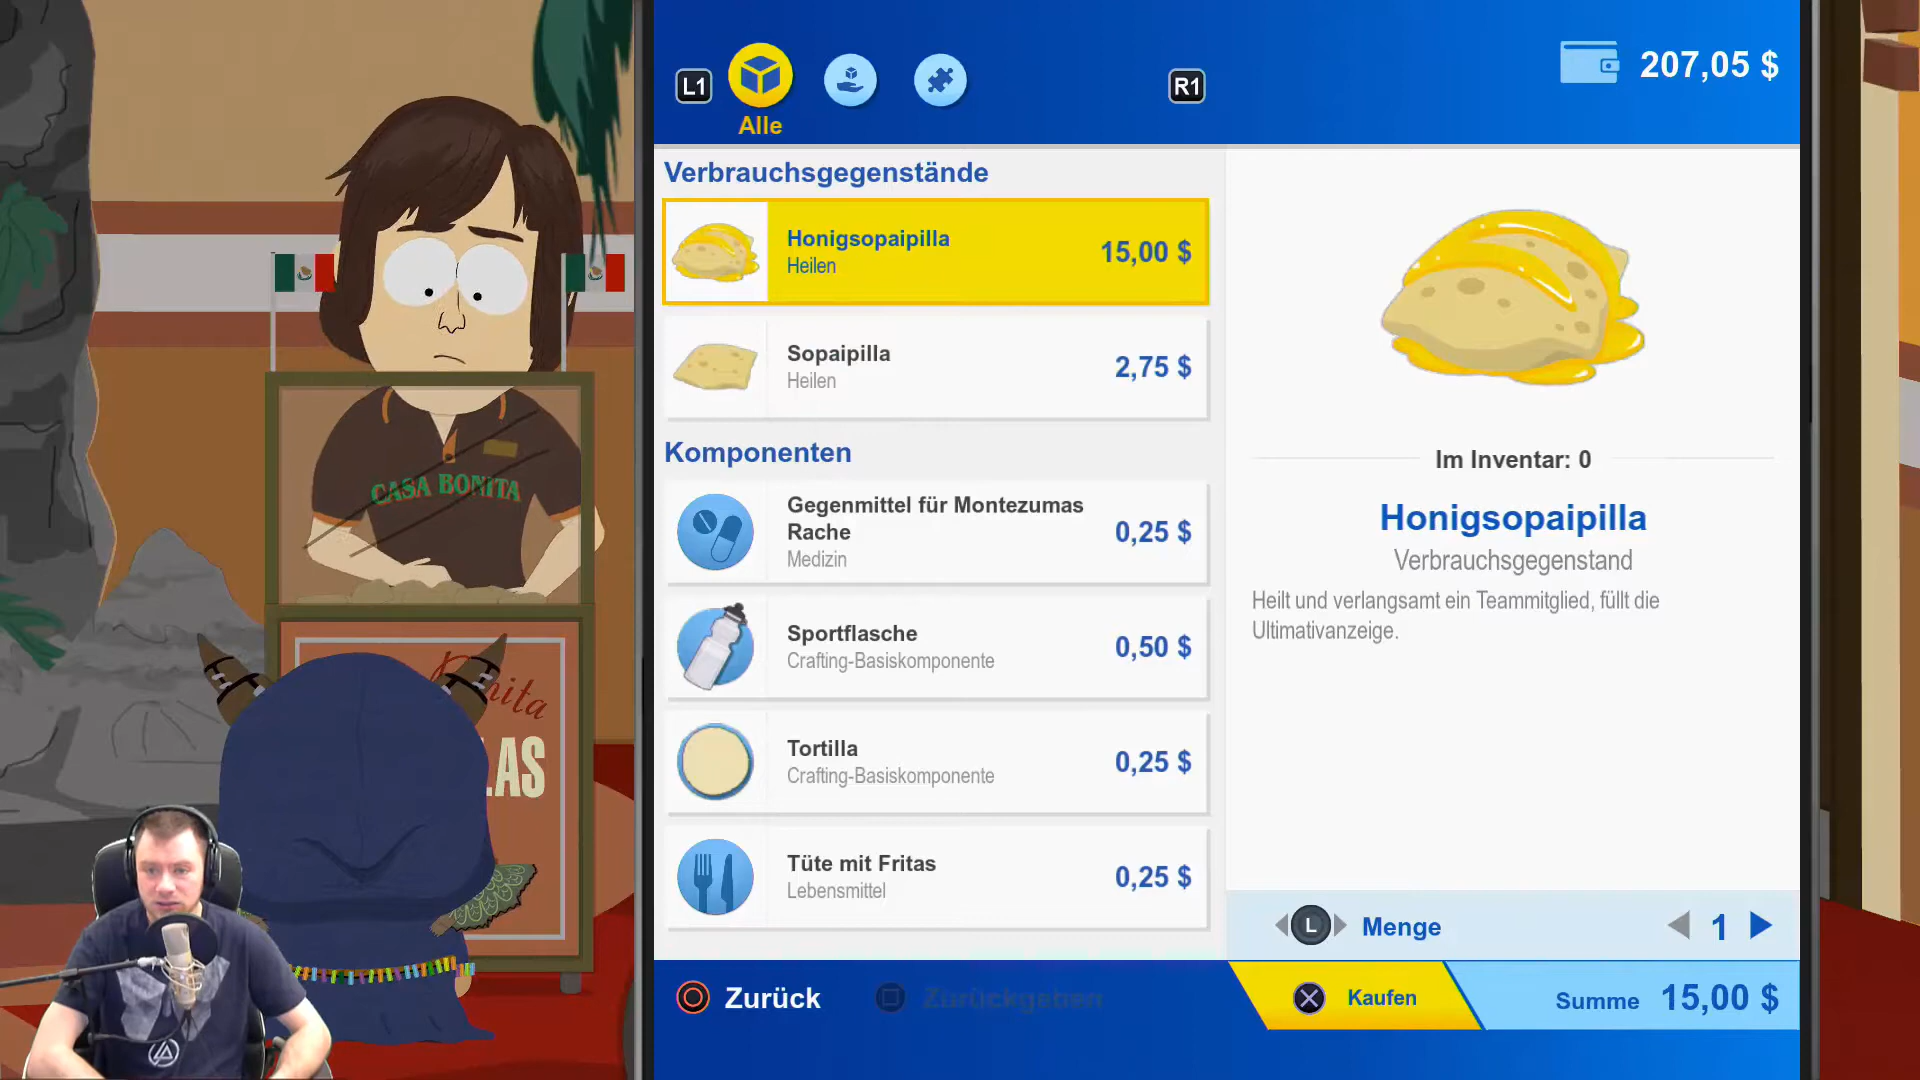 L1
R1
207,05 $
Alle
Verbrauchsgegenstände
Honigsopaipilla
Heilen
15,00 $
Sopaipilla
Heilen
2,75 $
Komponenten
Gegenmittel für Montezumas
Rache
Medizin
0,25 $
Sportflasche
Crafting-Basiskomponente
0,50 $
Tortilla
Crafting-Basiskomponente
0,25 $
Tüte mit Fritas
Lebensmittel
0,25 $
Im Inventar: 0
Honigsopaipilla
Verbrauchsgegenstand
Heilt und verlangsamt ein Teammitglied, füllt die
Ultimativanzeige.
L
Menge
1
Zurück
Zurückgeben
Kaufen
Summe
15,00 $
CASA BONITA